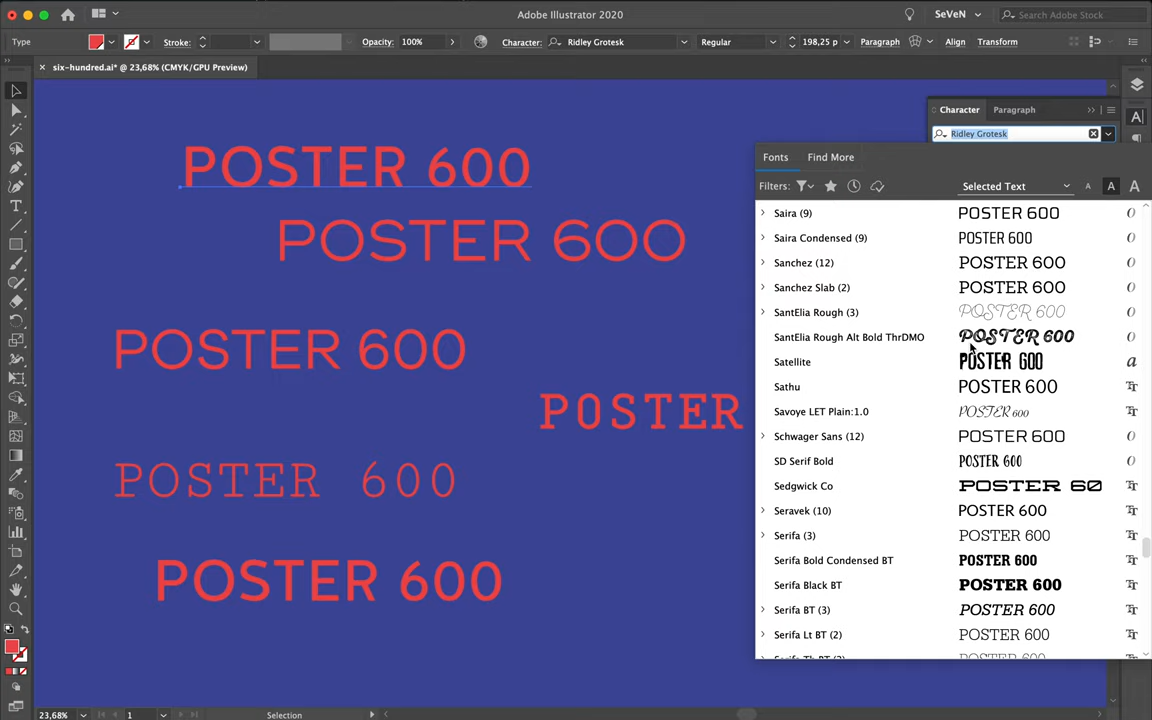 Adobe Illustrator 2020
SeVeN
Search Adobe Stock
Type
Stroke:
Opacity: 100%
Character: Ridley Grotesk
Regular
198,25 p
Paragraph
Align
Transform
× six-hundred.ai* @ 23,68% (CMYK/GPU Preview)
POSTER 600
POSTER 600
POSTER 600
POSTER
POSTER 600
POSTER 600
Character
Paragraph
Ridley Grotesk
Fonts
Find More
Filters:
Selected Text
A A A
Saira (9) POSTER 600
Saira Condensed (9) POSTER 600
Sanchez (12) POSTER 600
Sanchez Slab (2) POSTER 600
SantElia Rough (3) POSTER 600
SantElia Rough Alt Bold ThrDMO POSTER 600
Satellite POSTER 600
Sathu POSTER 600
Savoye LET Plain:1.0 POSTER 600
Schwager Sans (12) POSTER 600
SD Serif Bold POSTER 600
Sedgwick Co POSTER 60
Seravek (10) POSTER 600
Serifa (3) POSTER 600
Serifa Bold Condensed BT POSTER 600
Serifa Black BT POSTER 600
Serifa BT (3) POSTER 600
Serifa Lt BT (2) POSTER 600
23,68%
1
Selection